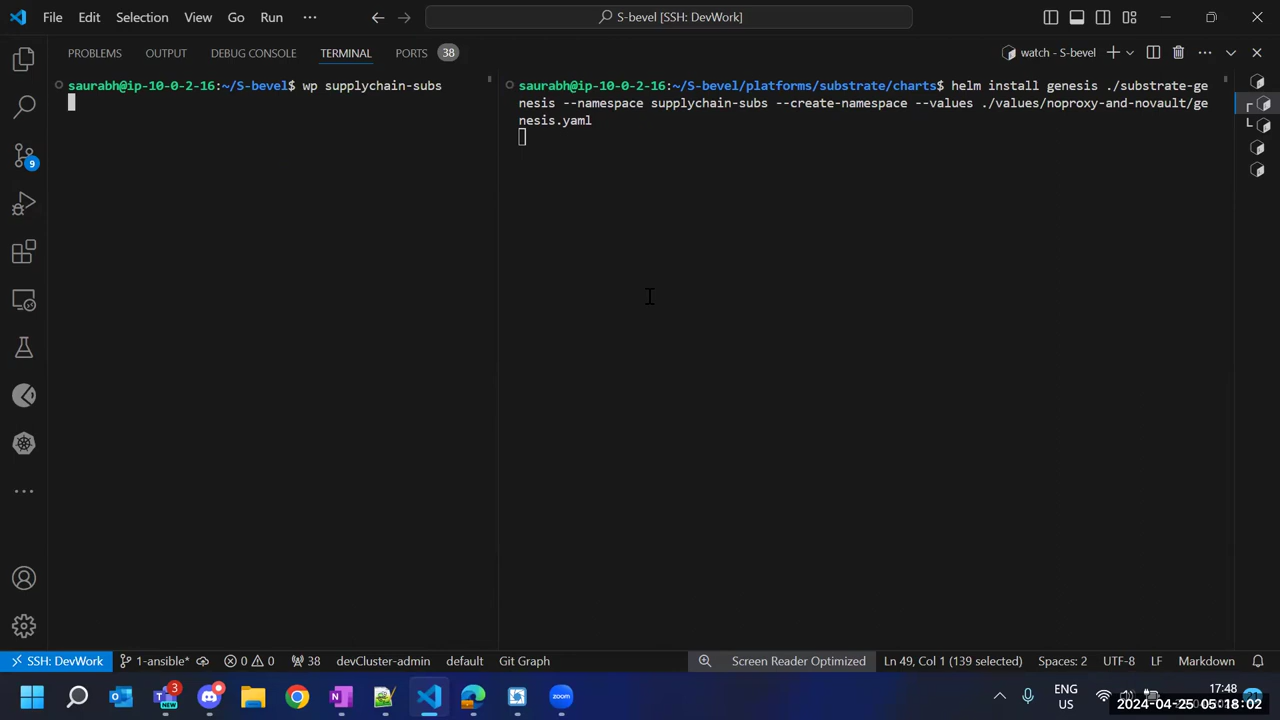 File Edit Selection View Go Run ... S-bevel [SSH: DevWork]
PROBLEMS OUTPUT DEBUG CONSOLE TERMINAL PORTS 38 watch - S-bevel
saurabh@ip-10-0-2-16:~/S-bevel$ wp supplychain-subs
saurabh@ip-10-0-2-16:~/S-bevel/platforms/substrate/charts$ helm install genesis ./substrate-ge
nesis --namespace supplychain-subs --create-namespace --values ./values/noproxy-and-novault/ge
nesis.yaml
9
SSH: DevWork 1-ansible* 0 0 38 devCluster-admin default Git Graph Screen Reader Optimized Ln 49, Col 1 (139 selected) Spaces: 2 UTF-8 LF Markdown
3 NEW zoom ENG US 17:48
2024-04-25 05:18:02